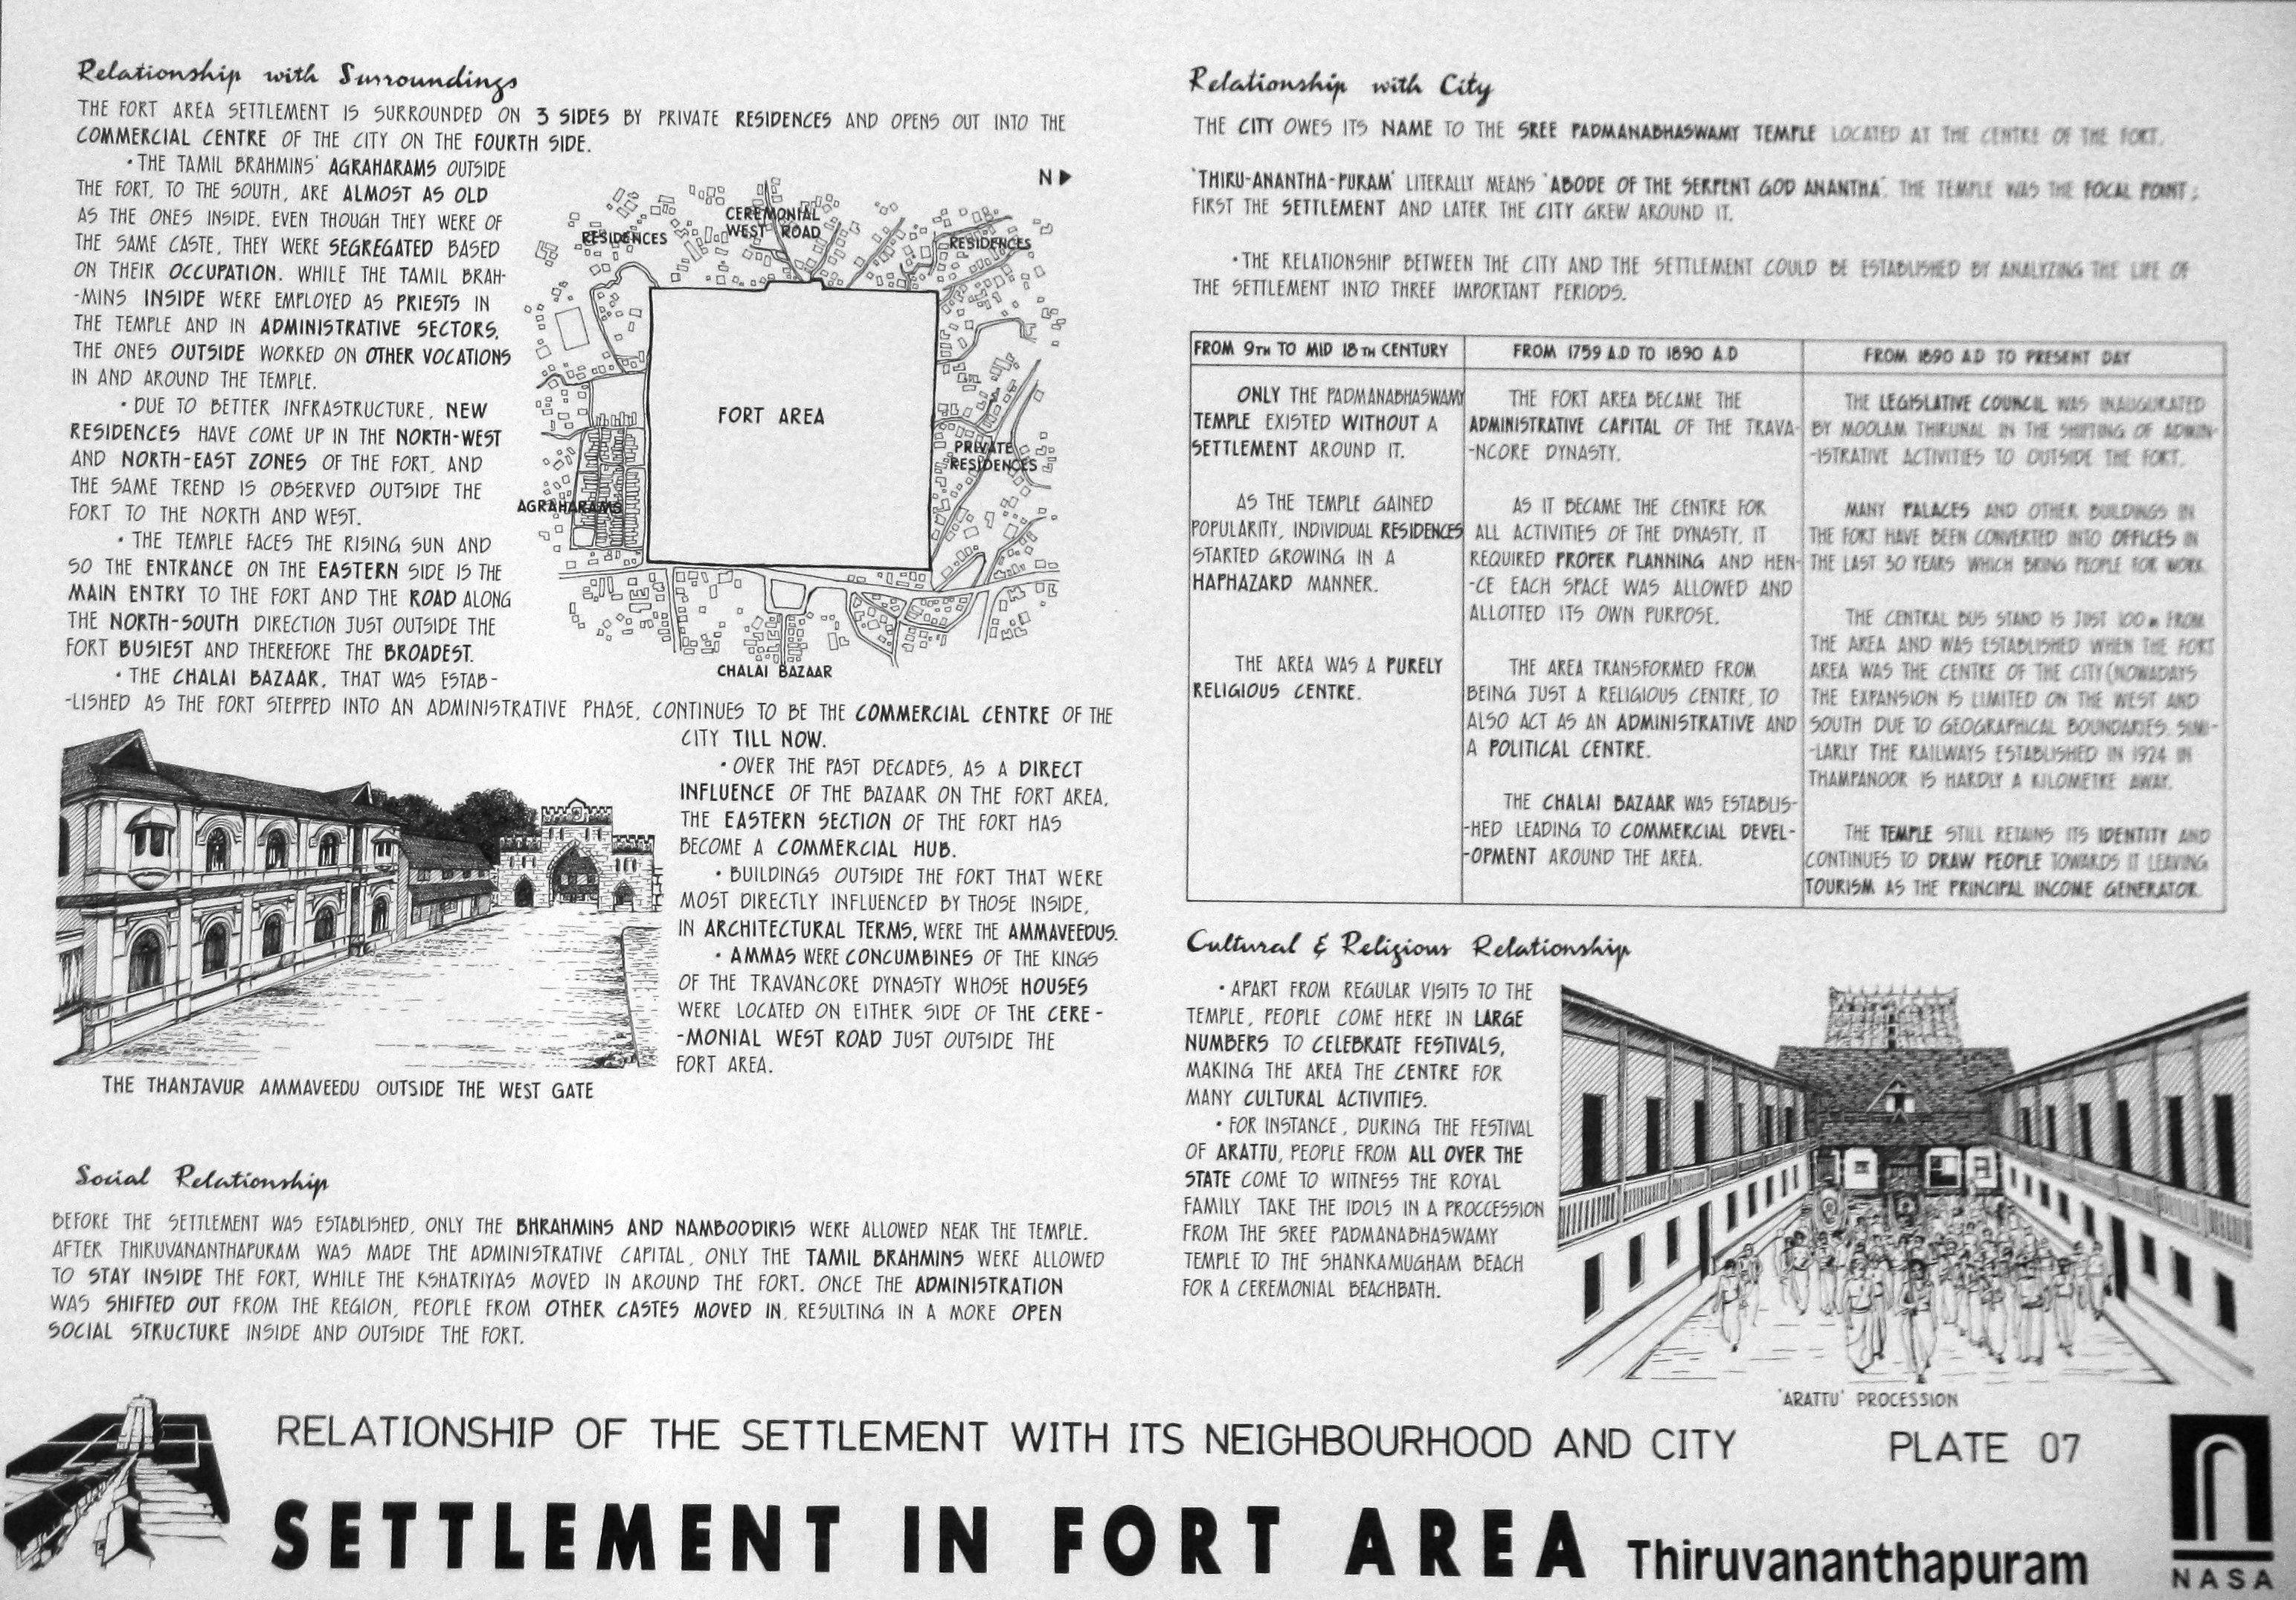 Relationship with Surroundings
THE FORT AREA SETTLEMENT IS SURROUNDED ON 3 SIDES BY PRIVATE RESIDENCES AND OPENS OUT INTO THE
COMMERCIAL CENTRE OF THE CITY ON THE FOURTH SIDE.
• THE TAMIL BRAHMINS' AGRAHARAMS OUTSIDE
THE FORT, TO THE SOUTH, ARE ALMOST AS OLD
AS THE ONES INSIDE. EVEN THOUGH THEY WERE OF
THE SAME CASTE, THEY WERE SEGREGATED BASED
ON THEIR OCCUPATION. WHILE THE TAMIL BRAH-
-MINS INSIDE WERE EMPLOYED AS PRIESTS IN
THE TEMPLE AND IN ADMINISTRATIVE SECTORS,
THE ONES OUTSIDE WORKED ON OTHER VOCATIONS
IN AND AROUND THE TEMPLE.
• DUE TO BETTER INFRASTRUCTURE, NEW
RESIDENCES HAVE COME UP IN THE NORTH-WEST
AND NORTH-EAST ZONES OF THE FORT, AND
THE SAME TREND IS OBSERVED OUTSIDE THE
FORT TO THE NORTH AND WEST.
• THE TEMPLE FACES THE RISING SUN AND
SO THE ENTRANCE ON THE EASTERN SIDE IS THE
MAIN ENTRY TO THE FORT AND THE ROAD ALONG
THE NORTH-SOUTH DIRECTION JUST OUTSIDE THE
FORT BUSIEST AND THEREFORE THE BROADEST.
• THE CHALAI BAZAAR, THAT WAS ESTAB-
-LISHED AS THE FORT STEPPED INTO AN ADMINISTRATIVE PHASE, CONTINUES TO BE THE COMMERCIAL CENTRE OF THE
CITY TILL NOW.
• OVER THE PAST DECADES, AS A DIRECT
INFLUENCE OF THE BAZAAR ON THE FORT AREA,
THE EASTERN SECTION OF THE FORT HAS
BECOME A COMMERCIAL HUB.
• BUILDINGS OUTSIDE THE FORT THAT WERE
MOST DIRECTLY INFLUENCED BY THOSE INSIDE,
IN ARCHITECTURAL TERMS, WERE THE AMMAVEEDUS.
• AMMAS WERE CONCUMBINES OF THE KINGS
OF THE TRAVANCORE DYNASTY WHOSE HOUSES
WERE LOCATED ON EITHER SIDE OF THE CERE-
-MONIAL WEST ROAD JUST OUTSIDE THE
FORT AREA.
N
CEREMONIAL
WEST ROAD
RESIDENCES
RESIDENCES
FORT AREA
PRIVATE
RESIDENCES
AGRAHARAMS
CHALAI BAZAAR
THE THANJAVUR AMMAVEEDU OUTSIDE THE WEST GATE
Social Relationship
BEFORE THE SETTLEMENT WAS ESTABLISHED, ONLY THE BHRAHMINS AND NAMBOODIRIS WERE ALLOWED NEAR THE TEMPLE.
AFTER THIRUVANANTHAPURAM WAS MADE THE ADMINISTRATIVE CAPITAL, ONLY THE TAMIL BRAHMINS WERE ALLOWED
TO STAY INSIDE THE FORT, WHILE THE KSHATRIYAS MOVED IN AROUND THE FORT. ONCE THE ADMINISTRATION
WAS SHIFTED OUT FROM THE REGION, PEOPLE FROM OTHER CASTES MOVED IN, RESULTING IN A MORE OPEN
SOCIAL STRUCTURE INSIDE AND OUTSIDE THE FORT.
Relationship with City
THE CITY OWES ITS NAME TO THE SREE PADMANABHASWAMY TEMPLE LOCATED AT THE CENTRE OF THE FORT.
'THIRU-ANANTHA-PURAM' LITERALLY MEANS 'ABODE OF THE SERPENT GOD ANANTHA'. THE TEMPLE WAS THE FOCAL POINT;
FIRST THE SETTLEMENT AND LATER THE CITY GREW AROUND IT.
• THE RELATIONSHIP BETWEEN THE CITY AND THE SETTLEMENT COULD BE ESTABLISHED BY ANALYZING THE LIFE OF
THE SETTLEMENT INTO THREE IMPORTANT PERIODS.
FROM 9TH TO MID 18TH CENTURY
ONLY THE PADMANABHASWAMY
TEMPLE EXISTED WITHOUT A
SETTLEMENT AROUND IT.
AS THE TEMPLE GAINED
POPULARITY, INDIVIDUAL RESIDENCES
STARTED GROWING IN A
HAPHAZARD MANNER.
THE AREA WAS A PURELY
RELIGIOUS CENTRE.
FROM 1759 A.D TO 1890 A.D
THE FORT AREA BECAME THE
ADMINISTRATIVE CAPITAL OF THE TRAVA-
-NCORE DYNASTY.
AS IT BECAME THE CENTRE FOR
ALL ACTIVITIES OF THE DYNASTY, IT
REQUIRED PROPER PLANNING AND HEN-
-CE EACH SPACE WAS ALLOWED AND
ALLOTTED ITS OWN PURPOSE.
THE AREA TRANSFORMED FROM
BEING JUST A RELIGIOUS CENTRE, TO
ALSO ACT AS AN ADMINISTRATIVE AND
A POLITICAL CENTRE.
THE CHALAI BAZAAR WAS ESTABLIS-
-HED LEADING TO COMMERCIAL DEVEL-
-OPMENT AROUND THE AREA.
FROM 1890 A.D TO PRESENT DAY
THE LEGISLATIVE COUNCIL WAS INAUGURATED
BY MOOLAM THIRUNAL IN THE SHIFTING OF ADMIN-
-ISTRATIVE ACTIVITIES TO OUTSIDE THE FORT.
MANY PALACES AND OTHER BUILDINGS IN
THE FORT HAVE BEEN CONVERTED INTO OFFICES IN
THE LAST 30 YEARS WHICH BRING PEOPLE FOR WORK.
THE CENTRAL BUS STAND IS JUST 100 m FROM
THE AREA AND WAS ESTABLISHED WHEN THE FORT
AREA WAS THE CENTRE OF THE CITY (NOWADAYS
THE EXPANSION IS LIMITED ON THE WEST AND
SOUTH DUE TO GEOGRAPHICAL BOUNDARIES. SIMI-
-LARLY THE RAILWAYS ESTABLISHED IN 1924 IN
THAMPANOOR IS HARDLY A KILOMETRE AWAY.
THE TEMPLE STILL RETAINS ITS IDENTITY AND
CONTINUES TO DRAW PEOPLE TOWARDS IT LEAVING
TOURISM AS THE PRINCIPAL INCOME GENERATOR.
Cultural & Religious Relationship
• APART FROM REGULAR VISITS TO THE
TEMPLE, PEOPLE COME HERE IN LARGE
NUMBERS TO CELEBRATE FESTIVALS,
MAKING THE AREA THE CENTRE FOR
MANY CULTURAL ACTIVITIES.
• FOR INSTANCE, DURING THE FESTIVAL
OF ARATTU, PEOPLE FROM ALL OVER THE
STATE COME TO WITNESS THE ROYAL
FAMILY TAKE THE IDOLS IN A PROCCESSION
FROM THE SREE PADMANABHASWAMY
TEMPLE TO THE SHANKAMUGHAM BEACH
FOR A CEREMONIAL BEACHBATH.
'ARATTU' PROCESSION
RELATIONSHIP OF THE SETTLEMENT WITH ITS NEIGHBOURHOOD AND CITY PLATE 07
SETTLEMENT IN FORT AREA Thiruvananthapuram
NASA